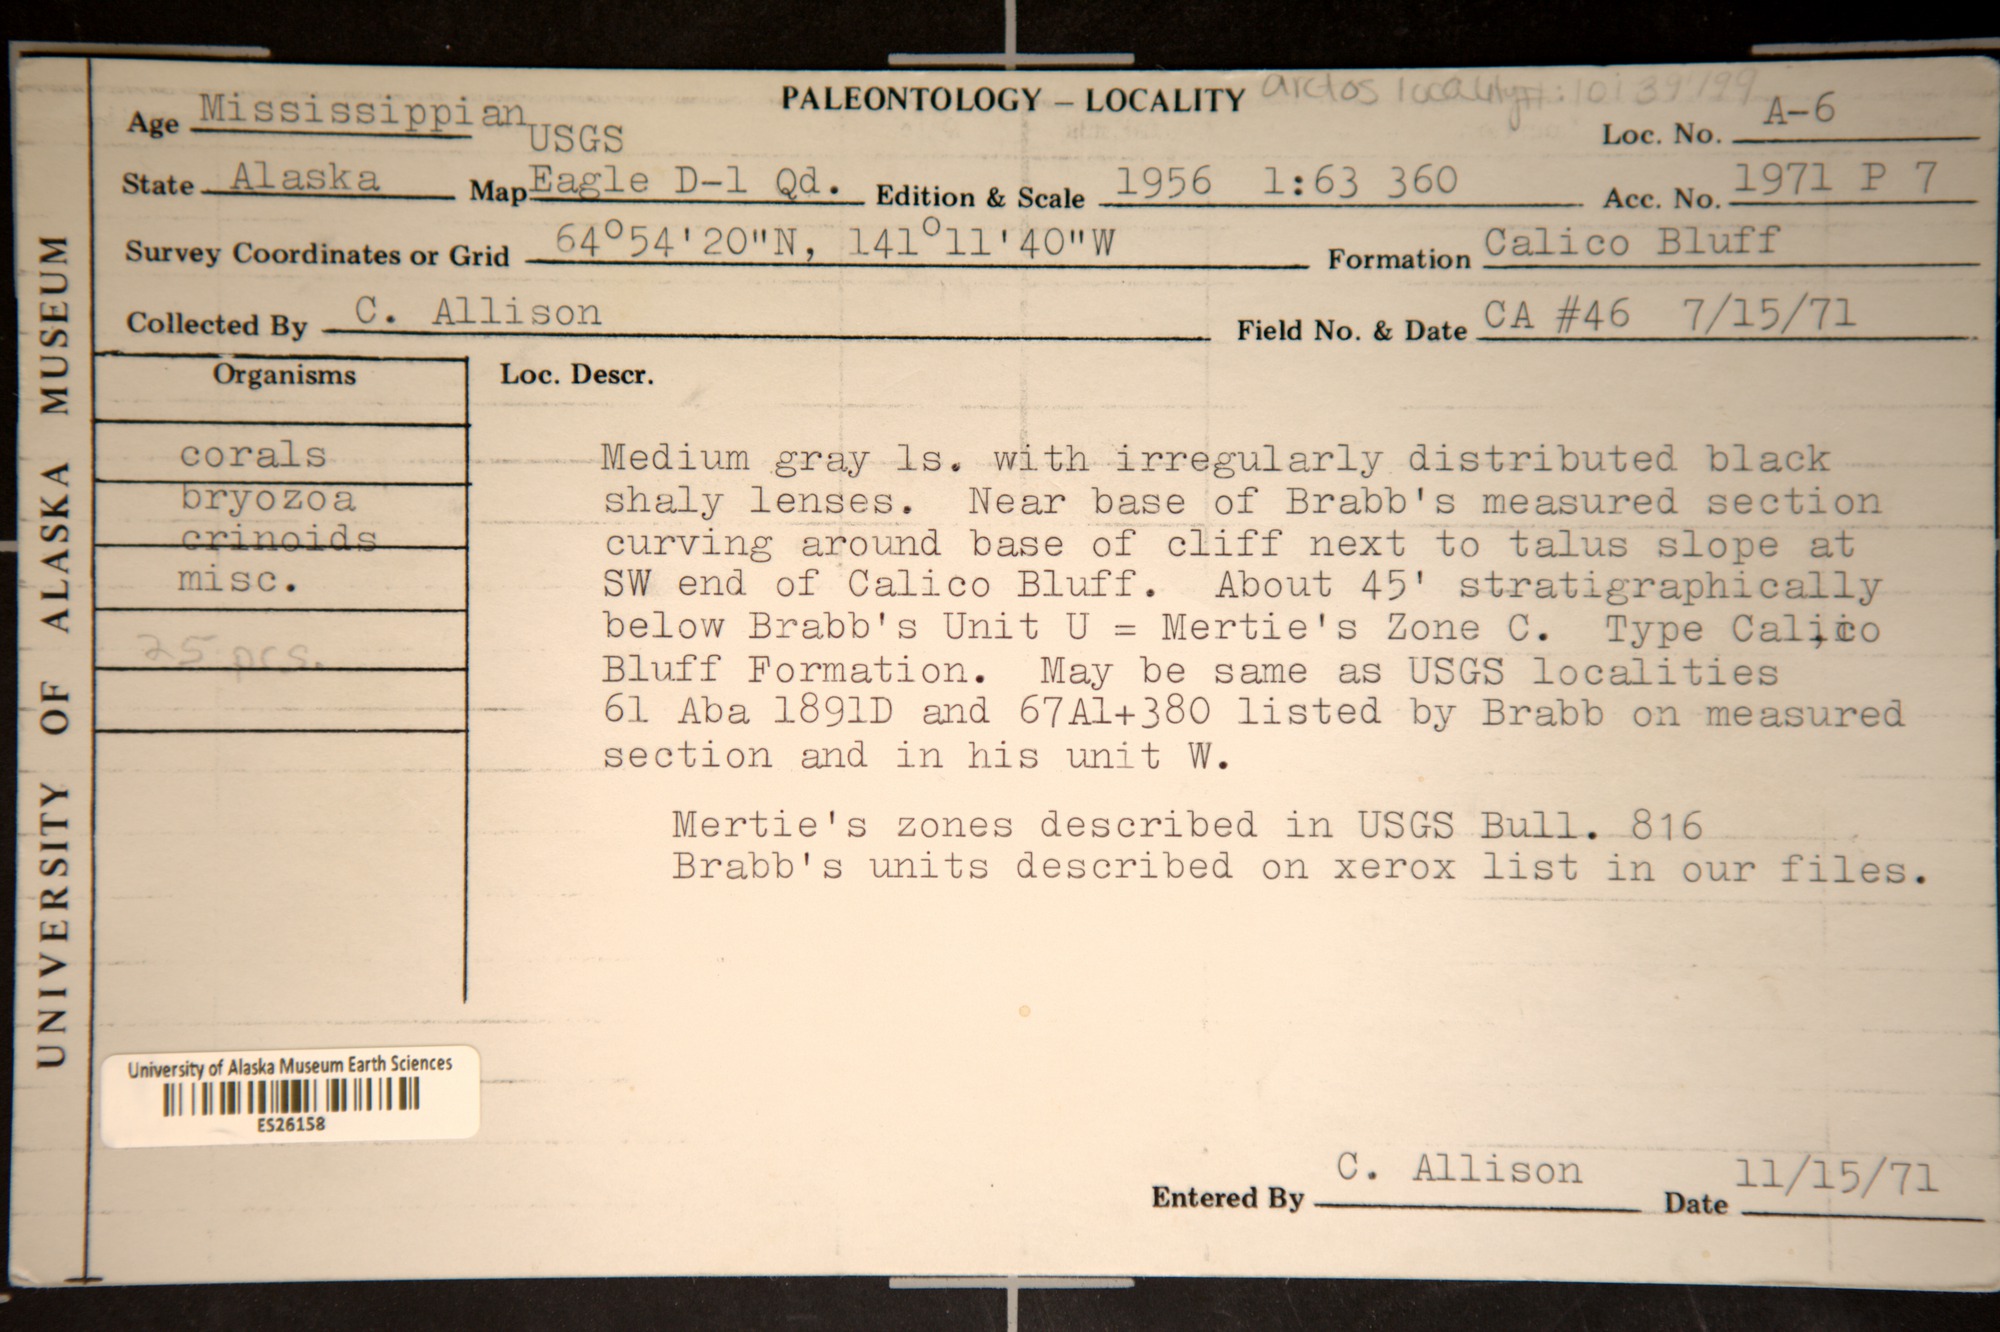 PALEONTOLOGY – LOCALITY arctos locality
Age Mississippian
Loc. No. A-6
State Alaska Map USGS Eagle D-1 Qd. Edition & Scale 1956 1:63 360 Acc. No. 1971 P 7
Survey Coordinates or Grid 64°54'20"N, 141°11'40"W Formation Calico Bluff
Collected By C. Allison Field No. & Date CA #46 7/15/71
Organisms
corals
bryozoa
crinoids
misc.
25 pcs.
Loc. Descr.
Medium gray ls. with irregularly distributed black
shaly lenses. Near base of Brabb's measured section
curving around base of cliff next to talus slope at
SW end of Calico Bluff. About 45' stratigraphically
below Brabb's Unit U = Mertie's Zone C. Type Calico
Bluff Formation. May be same as USGS localities
61 Aba 1891D and 67Al+380 listed by Brabb on measured
section and in his unit W.
Mertie's zones described in USGS Bull. 816
Brabb's units described on xerox list in our files.
Entered By C. Allison Date 11/15/71
UNIVERSITY OF ALASKA MUSEUM
University of Alaska Museum Earth Sciences
ES26158